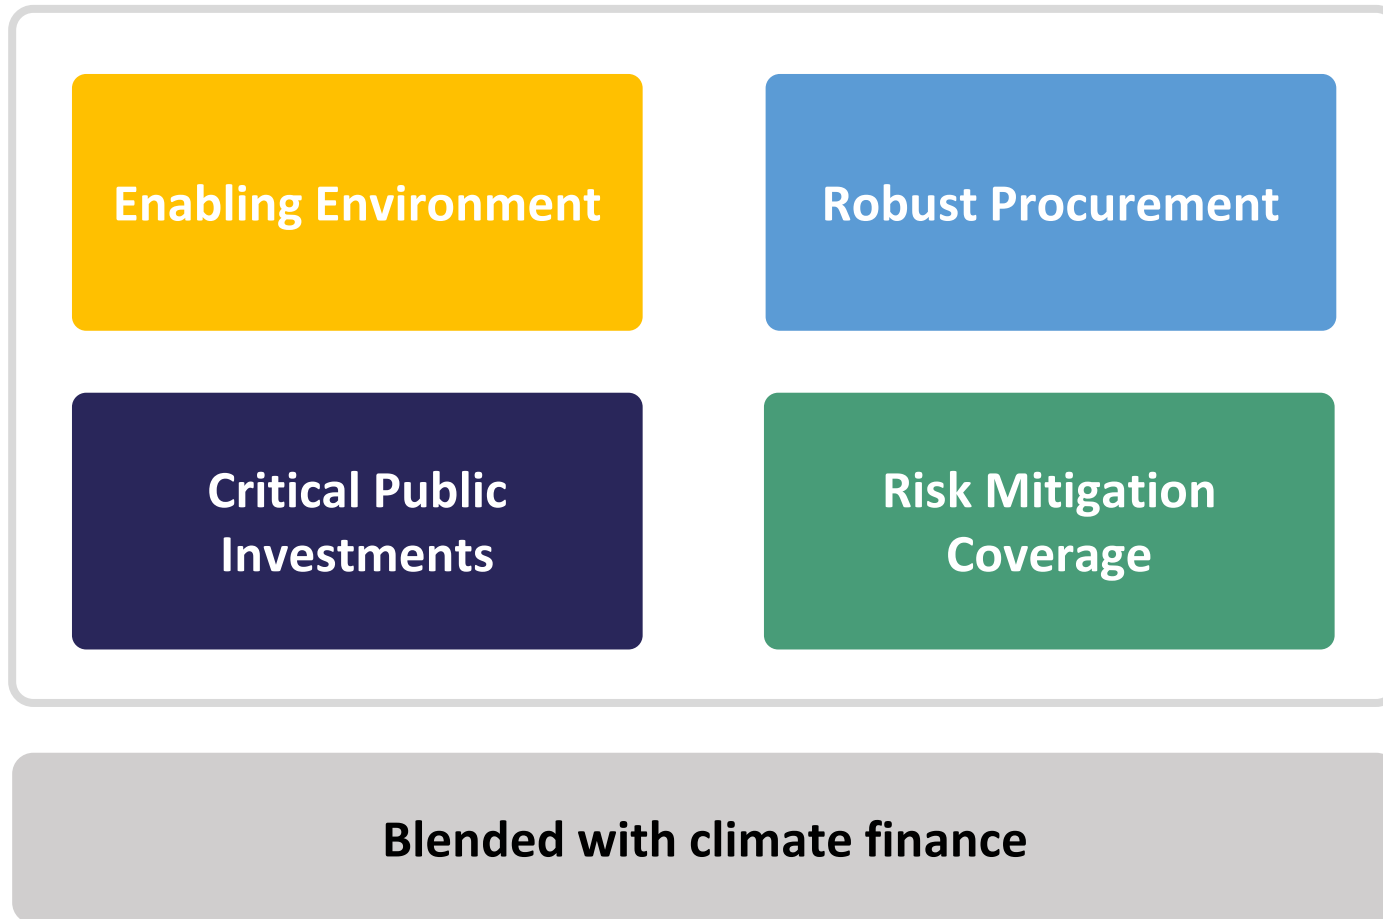 Enabling Environment
Robust Procurement
Critical Public
Investments
Risk Mitigation
Coverage
Blended with climate finance